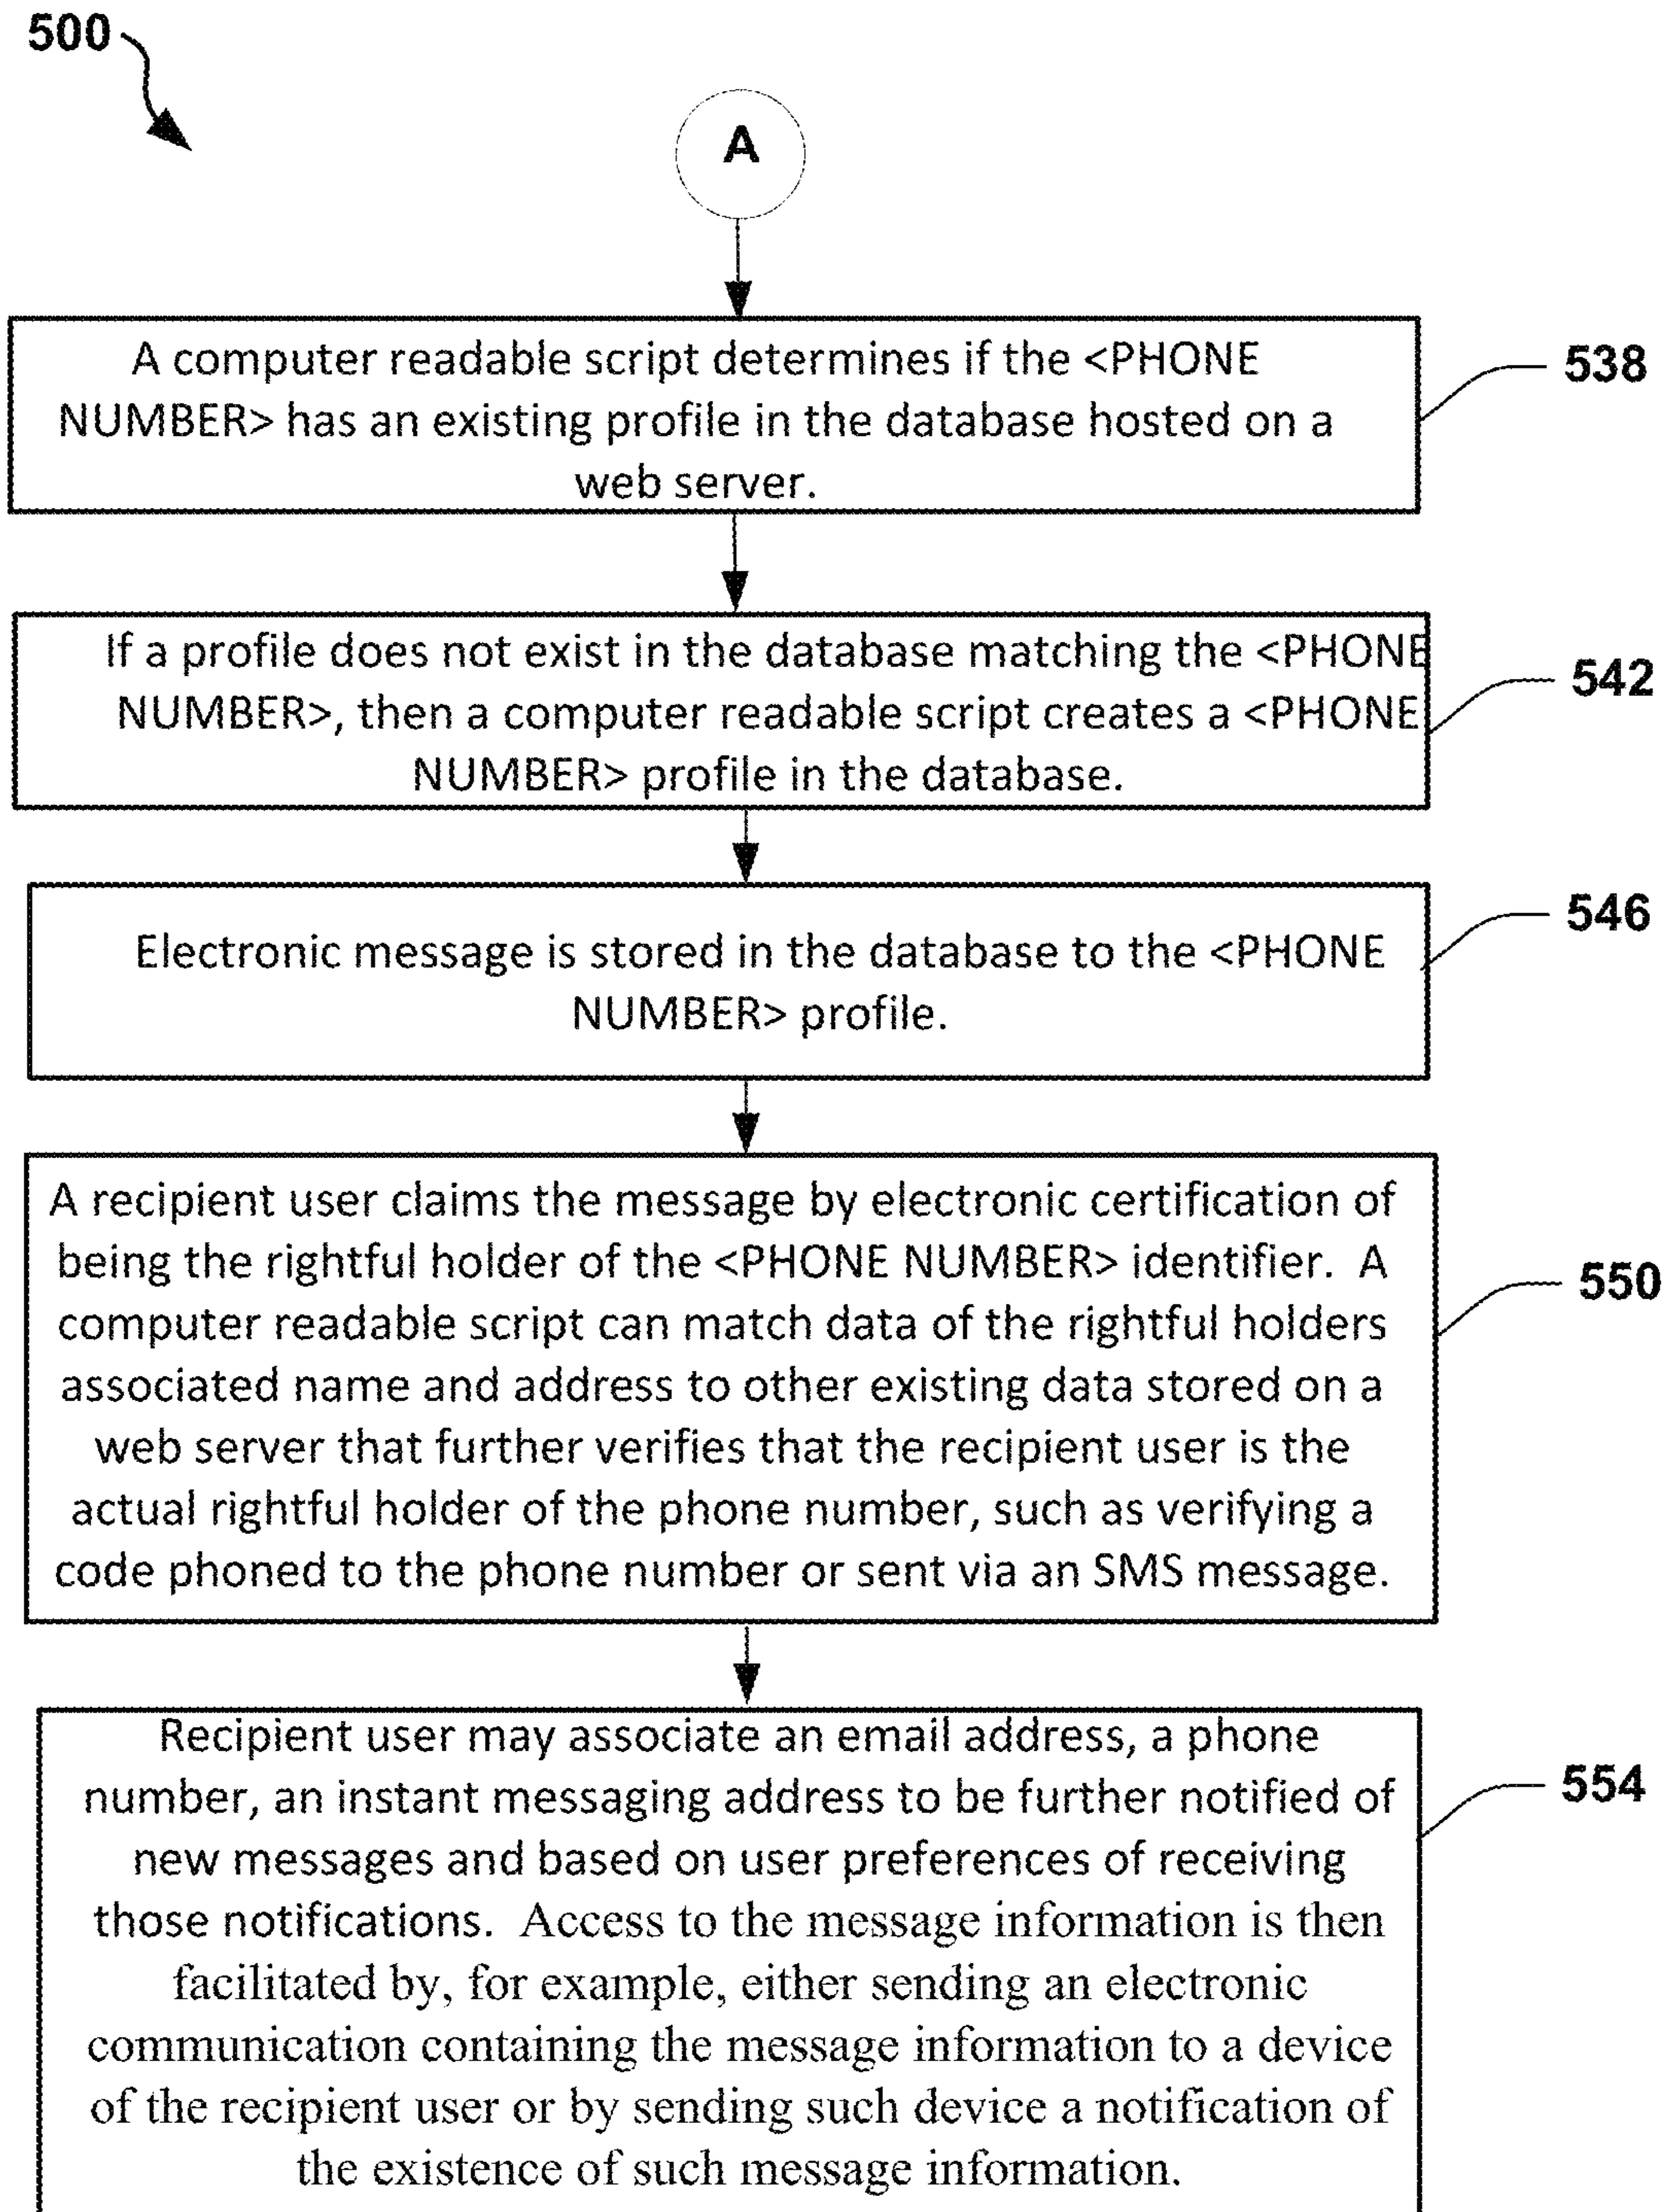 500
A
A computer readable script determines if the <PHONE
NUMBER> has an existing profile in the database hosted on a
web server.
538
If a profile does not exist in the database matching the <PHONE
NUMBER>, then a computer readable script creates a <PHONE
NUMBER> profile in the database.
542
Electronic message is stored in the database to the <PHONE
NUMBER> profile.
546
A recipient user claims the message by electronic certification of
being the rightful holder of the <PHONE NUMBER> identifier.  A
computer readable script can match data of the rightful holders
associated name and address to other existing data stored on a
web server that further verifies that the recipient user is the
actual rightful holder of the phone number, such as verifying a
code phoned to the phone number or sent via an SMS message.
550
Recipient user may associate an email address, a phone
number, an instant messaging address to be further notified of
new messages and based on user preferences of receiving
those notifications.  Access to the message information is then
facilitated by, for example, either sending an electronic
communication containing the message information to a device
of the recipient user or by sending such device a notification of
the existence of such message information.
554